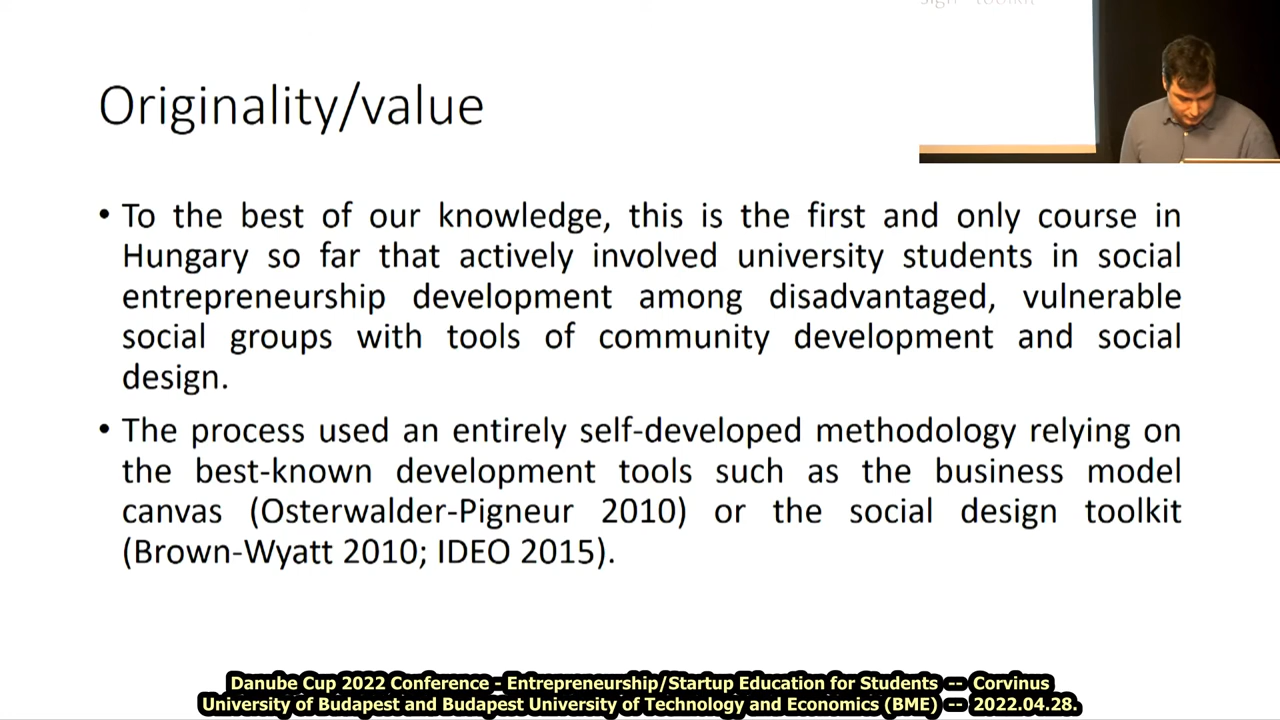 Originality/value
• To the best of our knowledge, this is the first and only course in
Hungary so far that actively involved university students in social
entrepreneurship development among disadvantaged, vulnerable
social groups with tools of community development and social
design.
• The process used an entirely self-developed methodology relying on
the best-known development tools such as the business model
canvas (Osterwalder-Pigneur 2010) or the social design toolkit
(Brown-Wyatt 2010; IDEO 2015).
Danube Cup 2022 Conference - Entrepreneurship/Startup Education for Students -- Corvinus
University of Budapest and Budapest University of Technology and Economics (BME) -- 2022.04.28.